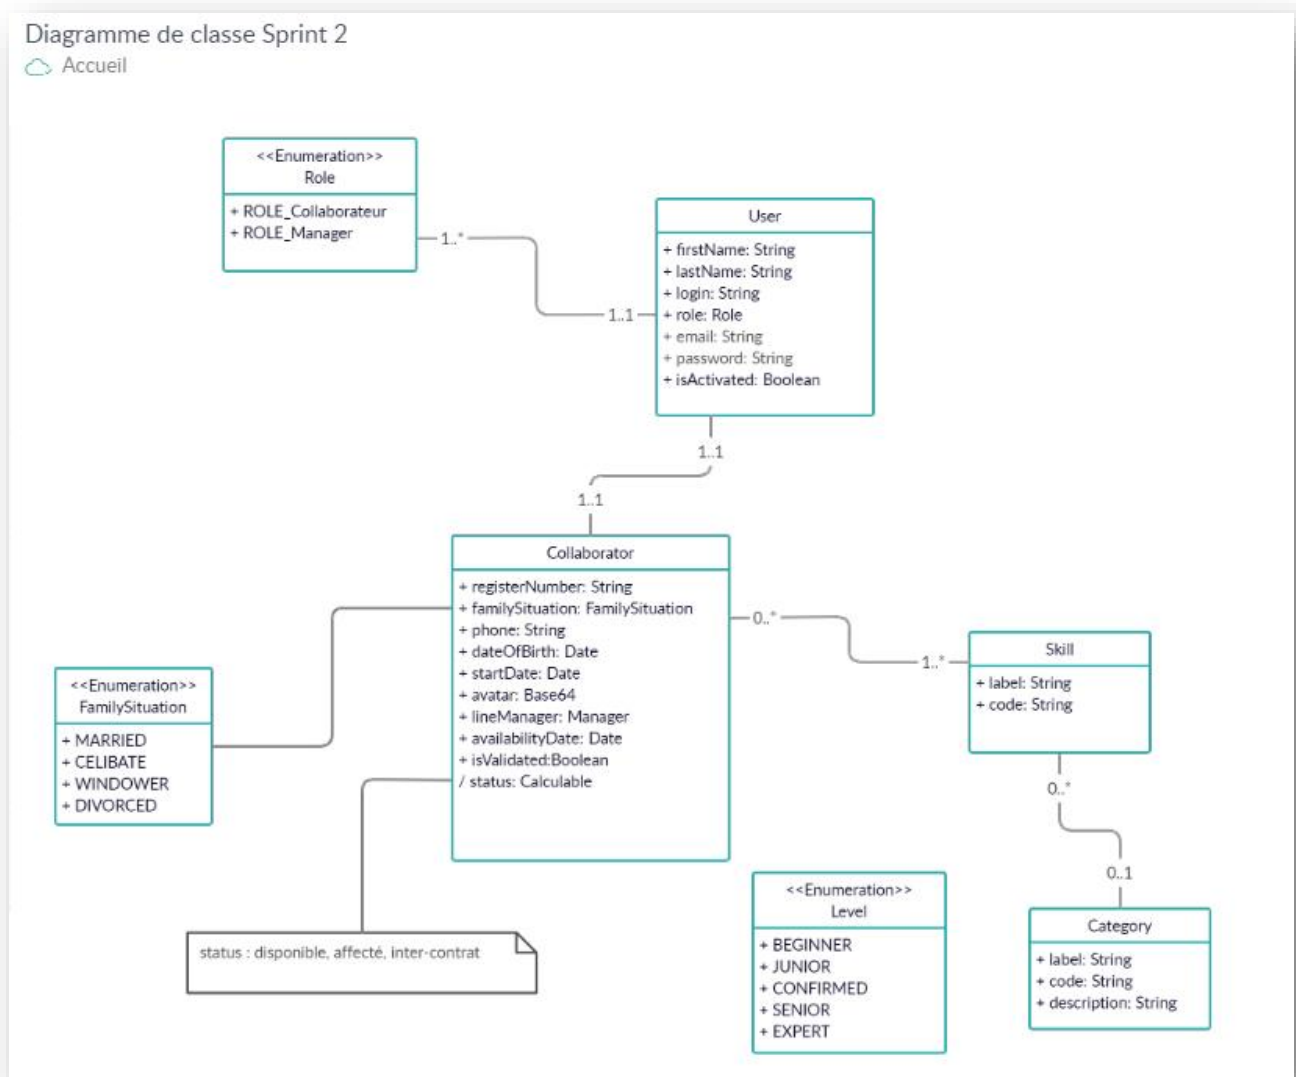 Diagramme de classe Sprint 2
Accueil
<<Enumeration>>
Role
+ ROLE_Collaborateur
+ ROLE_Manager
1..*
1..1
User
+ firstName: String
+ lastName: String
+ login: String
+ role: Role
+ email: String
+ password: String
+ isActivated: Boolean
1..1
1..1
Collaborator
+ registerNumber: String
+ familySituation: FamilySituation
+ phone: String
+ dateOfBirth: Date
+ startDate: Date
+ avatar: Base64
+ lineManager: Manager
+ availabilityDate: Date
+ isValidated:Boolean
/ status: Calculable
0..*
1..*
Skill
+ label: String
+ code: String
<<Enumeration>>
FamilySituation
+ MARRIED
+ CELIBATE
+ WINDOWER
+ DIVORCED
0..*
0..1
status : disponible, affecté, inter-contrat
<<Enumeration>>
Level
+ BEGINNER
+ JUNIOR
+ CONFIRMED
+ SENIOR
+ EXPERT
Category
+ label: String
+ code: String
+ description: String